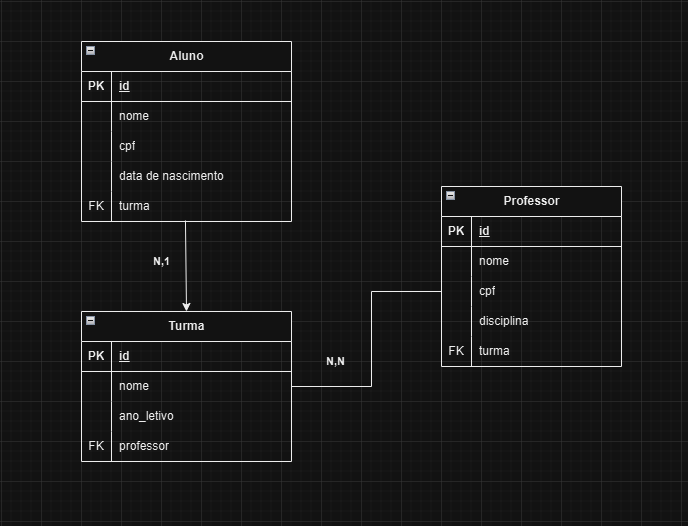 Aluno
PK id
nome
cpf
data de nascimento
FK turma
N,1
Turma
PK id
nome
ano_letivo
FK professor
N,N
Professor
PK id
nome
cpf
disciplina
FK turma